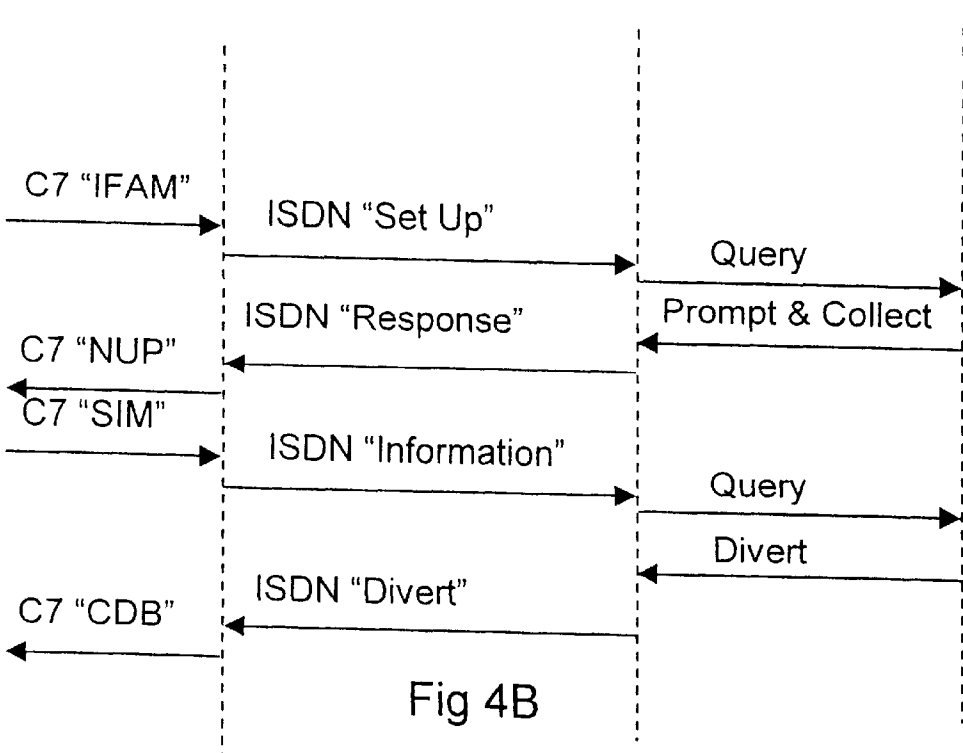 C7 “IFAM”
ISDN “Set Up”
Query
Prompt & Collect
ISDN “Response”
C7 “NUP”
C7 “SIM”
ISDN “Information”
Query
Divert
ISDN “Divert”
C7 “CDB”
Fig 4B